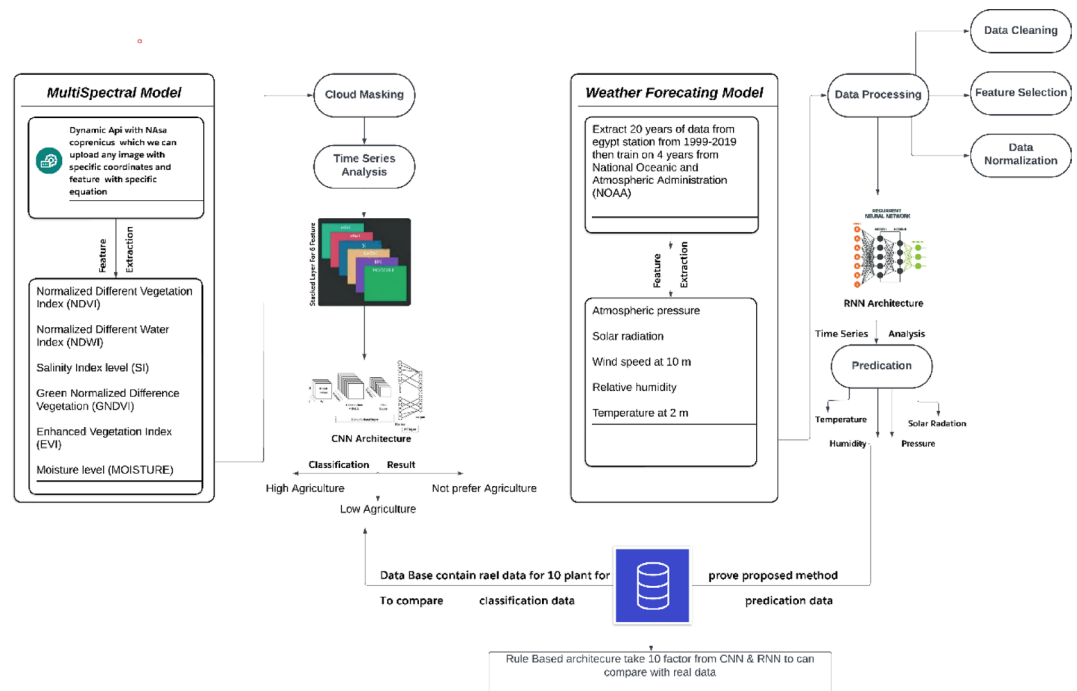 MultiSpectral Model
Dynamic Api with NAsa
coprenicus which we can
upload any image with
specific coordinates and
feature with specific
equation
Feature
Extraction
Normalized Different Vegetation
Index (NDVI)
Normalized Different Water
Index (NDWI)
Salinity Index level (SI)
Green Normalized Difference
Vegetation (GNDVI)
Enhanced Vegetation Index
(EVI)
Moisture level (MOISTURE)
Cloud Masking
Time Series
Analysis
Stacked Layer For 6 Feature
MOISTURE
CNN Architecture
Classification Result
High Agriculture
Not prefer Agriculture
Low Agriculture
Weather Forecating Model
Extract 20 years of data from
egypt station from 1999-2019
then train on 4 years from
National Oceanic and
Atmospheric Administration
(NOAA)
Feature
Extraction
Atmospheric pressure
Solar radiation
Wind speed at 10 m
Relative humidity
Temperature at 2 m
Data Processing
Data Cleaning
Feature Selection
Data
Normalization
RECURRENT
NEURAL NETWORK
RNN Architecture
Time Series Analysis
Predication
Temperature
Solar Radation
Humidity
Pressure
Data Base contain rael data for 10 plant for prove proposed method
To compare classification data predication data
Rule Based architecure take 10 factor from CNN & RNN to can
compare with real data